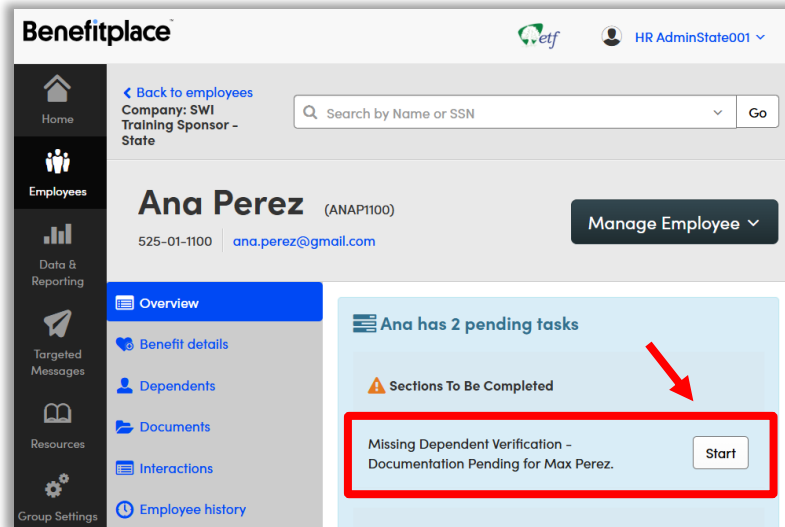 Benefitplace
etf
HR AdminState001
Home
Employees
Data &
Reporting
Targeted
Messages
Resources
Group Settings
Back to employees
Company: SWI
Training Sponsor -
State
Search by Name or SSN
Go
Ana Perez (ANAP1100)
525-01-1100 ana.perez@gmail.com
Manage Employee
Overview
Benefit details
Dependents
Documents
Interactions
Employee history
Ana has 2 pending tasks
Sections To Be Completed
Missing Dependent Verification -
Documentation Pending for Max Perez.
Start